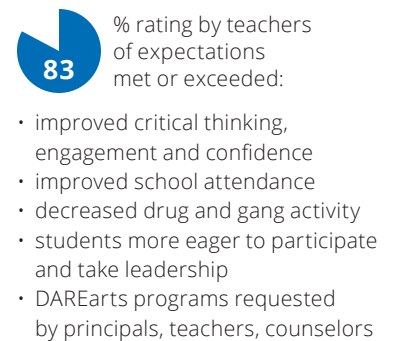 83
% rating by teachers
of expectations
met or exceeded:
• improved critical thinking,
engagement and confidence
• improved school attendance
• decreased drug and gang activity
• students more eager to participate
and take leadership
• DAREarts programs requested
by principals, teachers, counselors